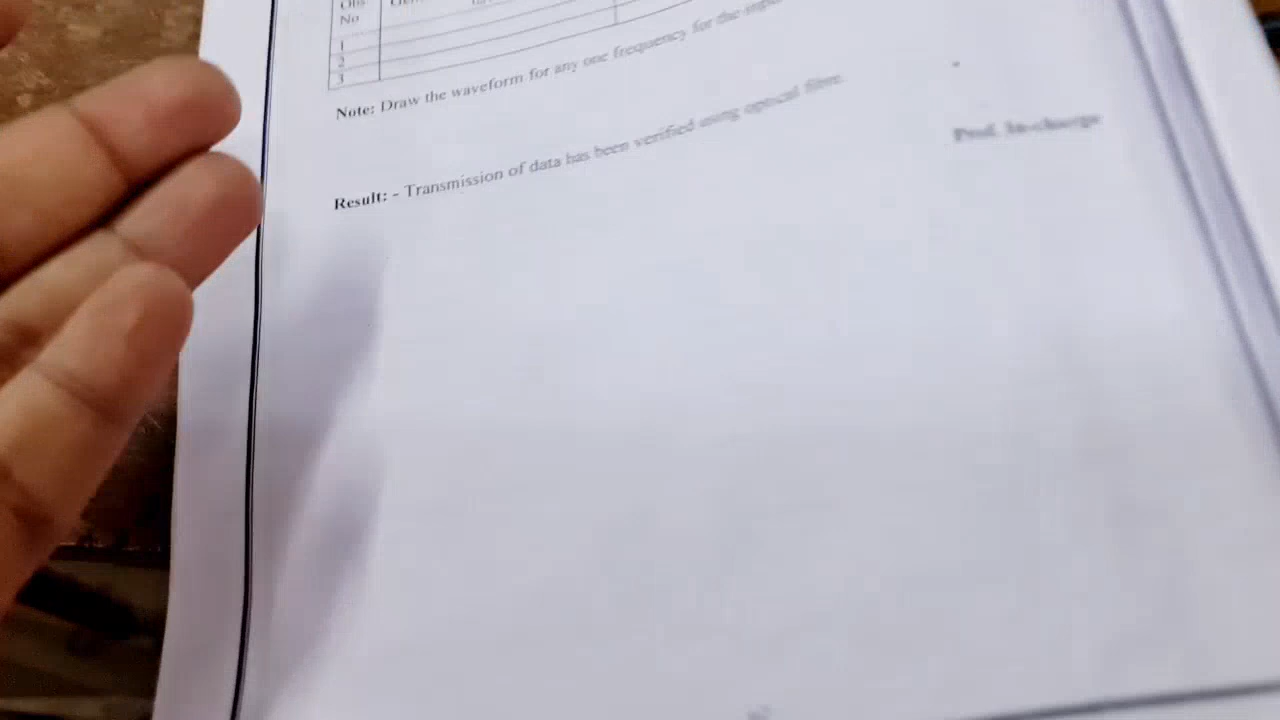 Obs
No
1
2
3
Note: Draw the waveform for any one frequency for the
Result: - Transmission of data has been verified using optical fibre.
Prof. In-charge